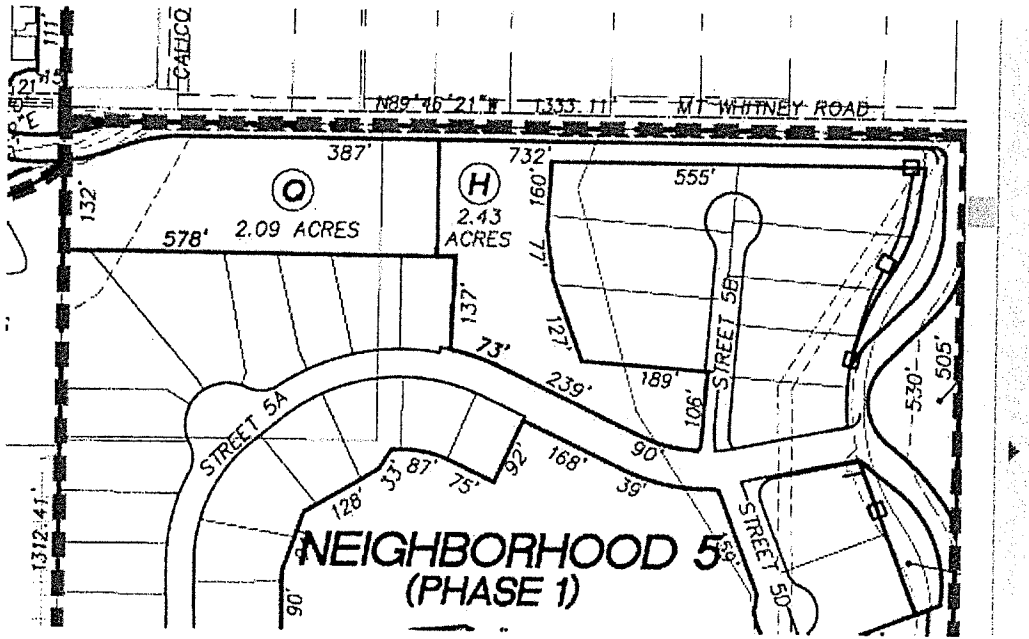 111'
CALICO
121'
N89°46'21"W 1333.11' MT WHITNEY ROAD
387'
732'
132'
Q
2.09 ACRES
H
2.43
ACRES
160'
555'
578'
77'
137'
127'
STREET 5B
73'
189'
239'
106'
530'
505'
STREET 5A
168'
90'
39'
92'
128'
33'
87'
75'
1312.41'
NEIGHBORHOOD 5
(PHASE 1)
159'
STREET 5D
90'